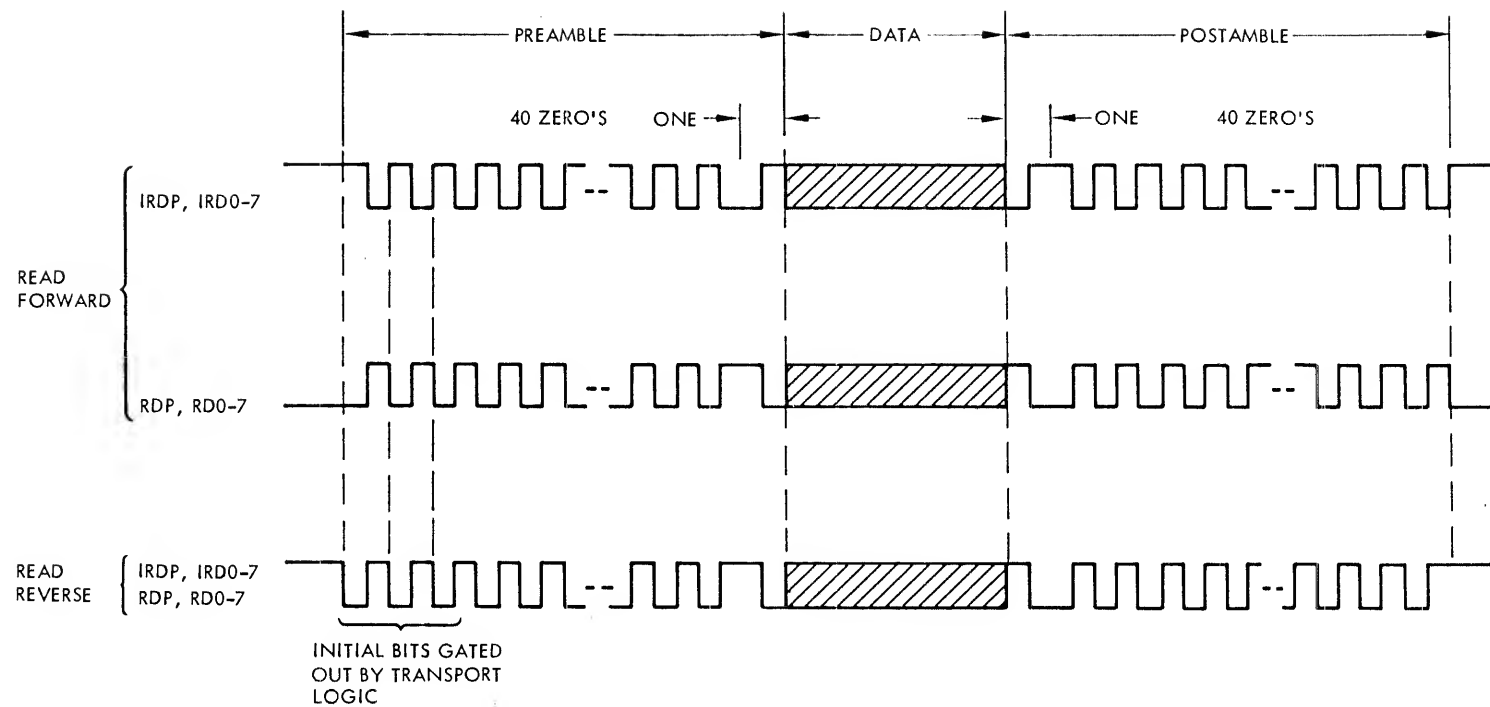 PREAMBLE DATA POSTAMBLE
40 ZERO'S ONE ONE 40 ZERO'S
IRDP, IRD0-7
READ
FORWARD
RDP, RD0-7
READ
REVERSE
IRDP, IRD0-7
RDP, RD0-7
INITIAL BITS GATED
OUT BY TRANSPORT
LOGIC